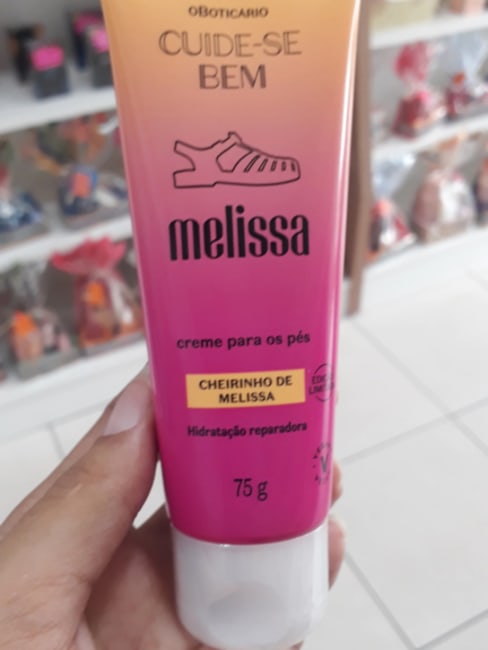 oBOTICÁRIO
CUIDE-SE
BEM
melissa
creme para os pés
CHEIRINHO DE
MELISSA
Hidratação reparadora
75 g